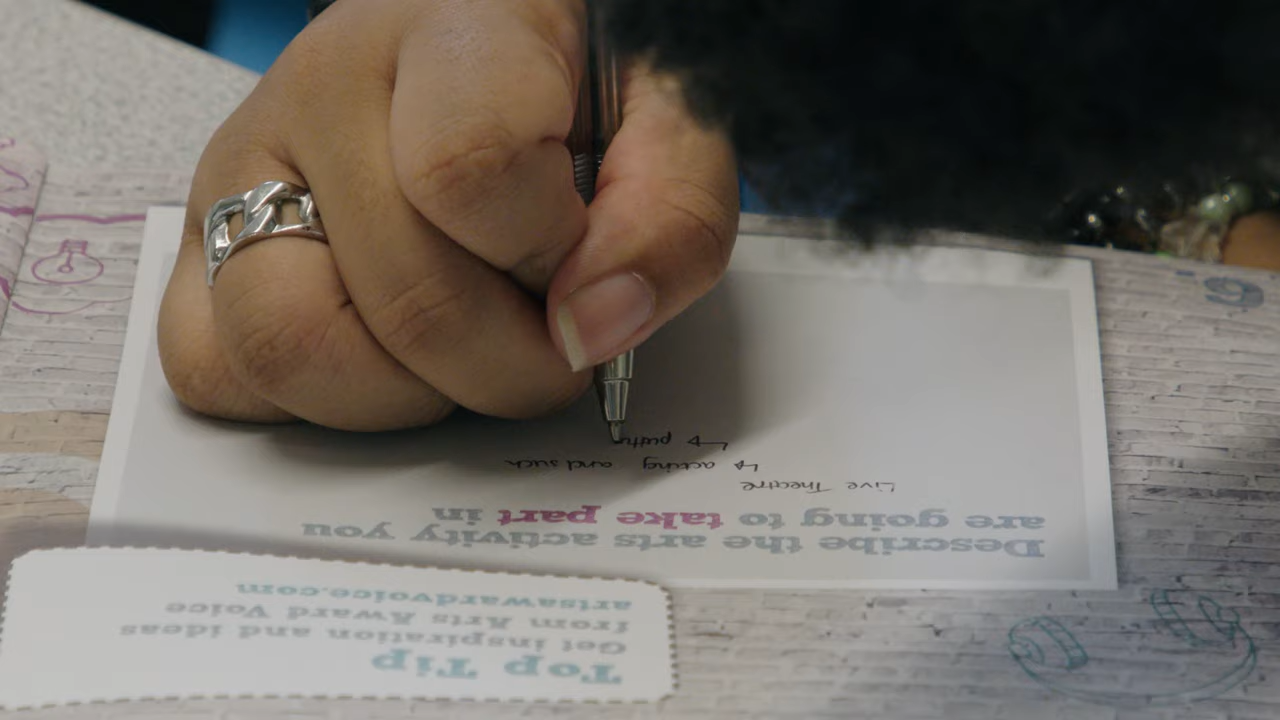 Top Tip
Get inspiration and ideas
from Arts Award Voice
artsawardvoice.com
Describe the arts activity you
are going to take part in
Live Theatre
↳ acting and such
↳
6